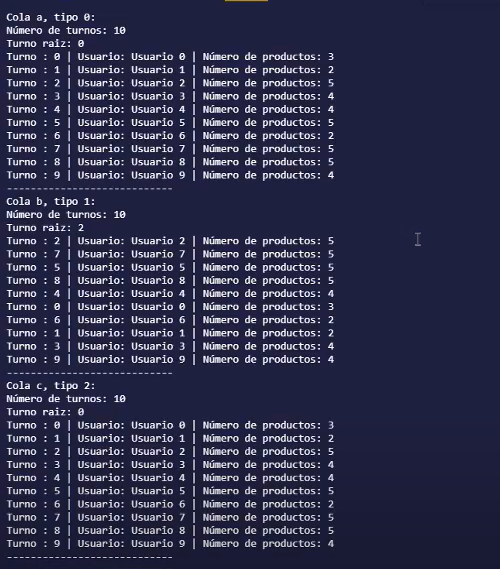 Cola a, tipo 0:
Número de turnos: 10
Turno raiz: 0
Turno : 0 | Usuario: Usuario 0 | Número de productos: 3
Turno : 1 | Usuario: Usuario 1 | Número de productos: 2
Turno : 2 | Usuario: Usuario 2 | Número de productos: 5
Turno : 3 | Usuario: Usuario 3 | Número de productos: 4
Turno : 4 | Usuario: Usuario 4 | Número de productos: 4
Turno : 5 | Usuario: Usuario 5 | Número de productos: 5
Turno : 6 | Usuario: Usuario 6 | Número de productos: 2
Turno : 7 | Usuario: Usuario 7 | Número de productos: 5
Turno : 8 | Usuario: Usuario 8 | Número de productos: 5
Turno : 9 | Usuario: Usuario 9 | Número de productos: 4
----------------------------
Cola b, tipo 1:
Número de turnos: 10
Turno raiz: 2
Turno : 2 | Usuario: Usuario 2 | Número de productos: 5
Turno : 7 | Usuario: Usuario 7 | Número de productos: 5
Turno : 5 | Usuario: Usuario 5 | Número de productos: 5
Turno : 8 | Usuario: Usuario 8 | Número de productos: 5
Turno : 4 | Usuario: Usuario 4 | Número de productos: 4
Turno : 0 | Usuario: Usuario 0 | Número de productos: 3
Turno : 6 | Usuario: Usuario 6 | Número de productos: 2
Turno : 1 | Usuario: Usuario 1 | Número de productos: 2
Turno : 3 | Usuario: Usuario 3 | Número de productos: 4
Turno : 9 | Usuario: Usuario 9 | Número de productos: 4
----------------------------
Cola c, tipo 2:
Número de turnos: 10
Turno raiz: 0
Turno : 0 | Usuario: Usuario 0 | Número de productos: 3
Turno : 1 | Usuario: Usuario 1 | Número de productos: 2
Turno : 2 | Usuario: Usuario 2 | Número de productos: 5
Turno : 3 | Usuario: Usuario 3 | Número de productos: 4
Turno : 4 | Usuario: Usuario 4 | Número de productos: 4
Turno : 5 | Usuario: Usuario 5 | Número de productos: 5
Turno : 6 | Usuario: Usuario 6 | Número de productos: 2
Turno : 7 | Usuario: Usuario 7 | Número de productos: 5
Turno : 8 | Usuario: Usuario 8 | Número de productos: 5
Turno : 9 | Usuario: Usuario 9 | Número de productos: 4
----------------------------